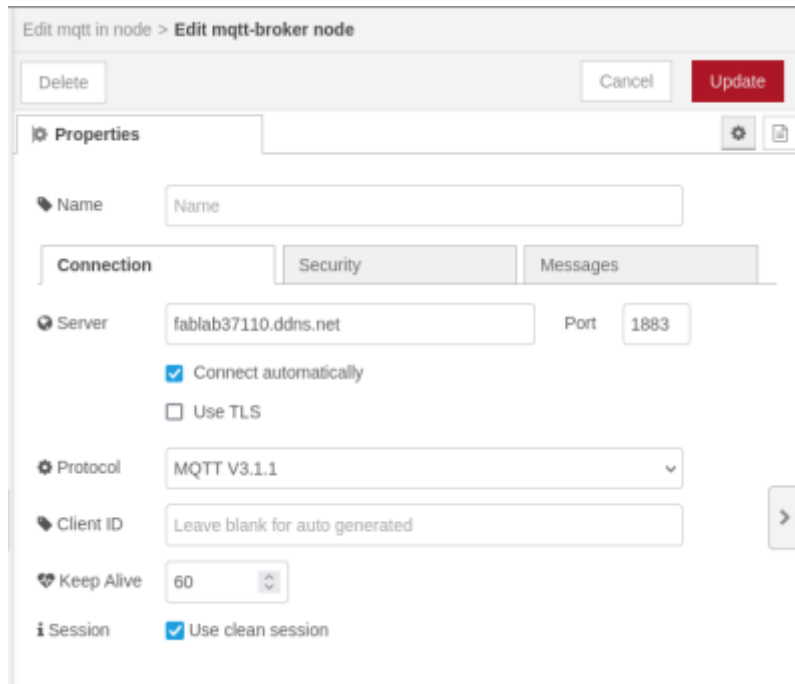 Edit mqtt in node > Edit mqtt-broker node
Delete Cancel Update
Properties
Name Name
Connection Security Messages
Server fablab37110.ddns.net Port 1883
Connect automatically
Use TLS
Protocol MQTT V3.1.1
Client ID Leave blank for auto generated
Keep Alive 60
Session Use clean session